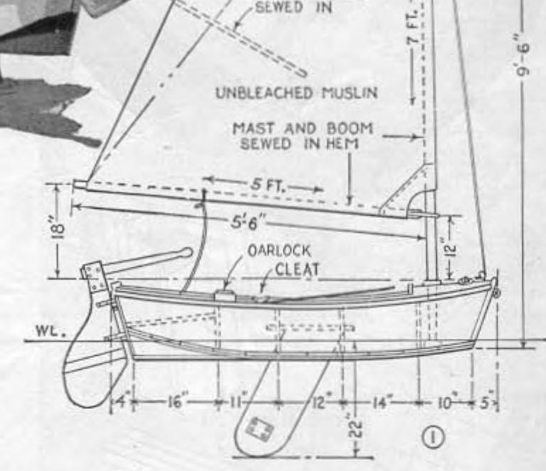 SEWED IN
7 FT.
9'-6"
UNBLEACHED MUSLIN
MAST AND BOOM
SEWED IN HEM
5 FT.
5'-6"
18"
12"
OARLOCK
CLEAT
WL.
4" 16" 11" 12" 14" 10" 5"
22"
1